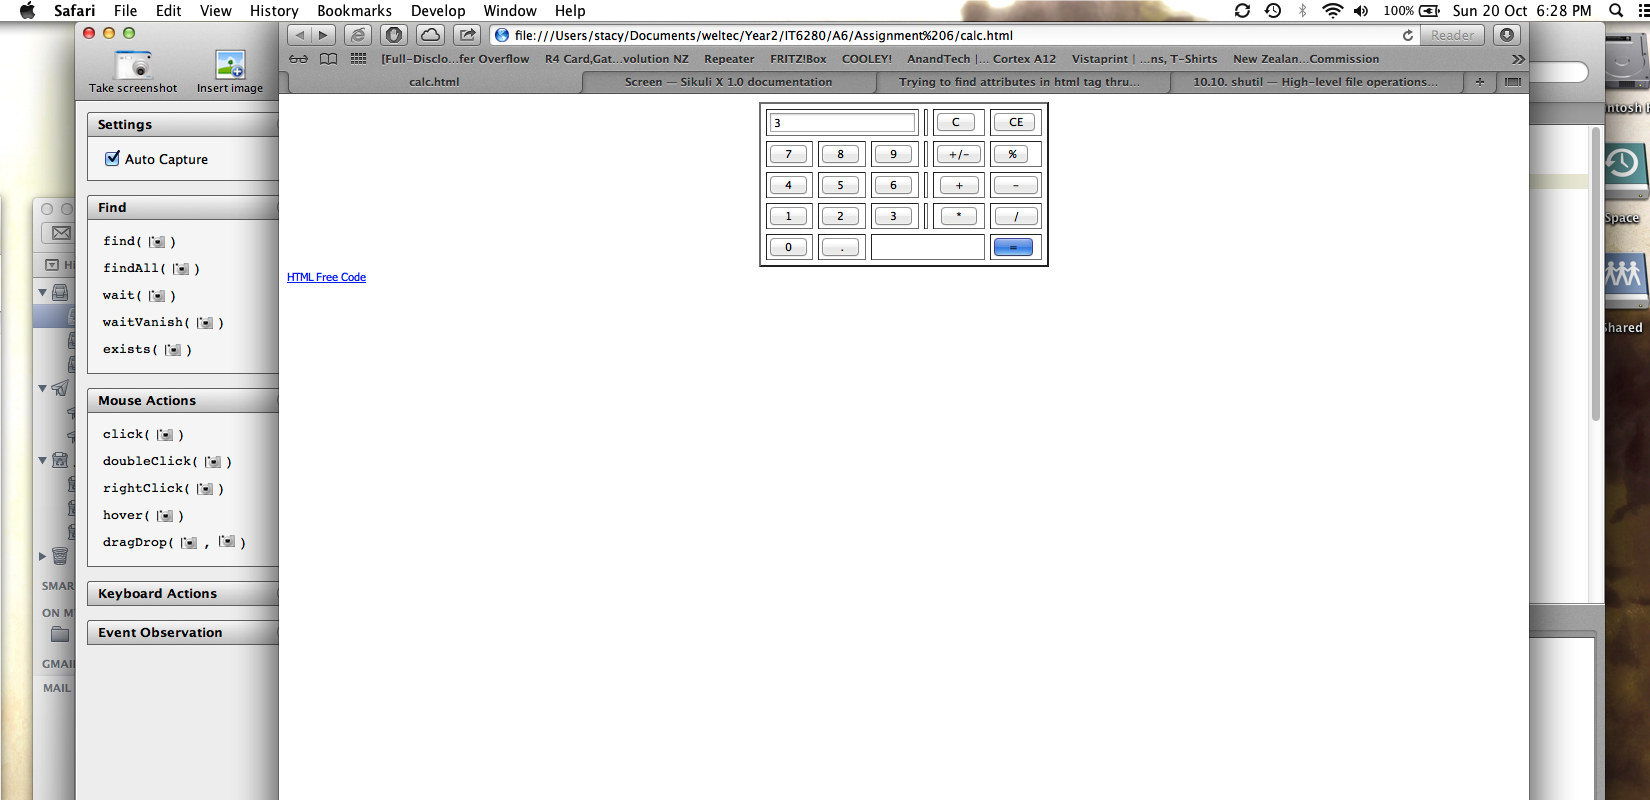 Safari File Edit View History Bookmarks Develop Window Help 100% Sun 20 Oct 6:28 PM
file:///Users/stacy/Documents/weltec/Year2/IT6280/A6/Assignment%206/calc.html Reader
[Full-Disclo...fer Overflow R4 Card,Gat...volution NZ Repeater FRITZ!Box COOLEY! AnandTech |... Cortex A12 Vistaprint | ...ns, T-Shirts New Zealan...Commission
calc.html Screen — Sikuli X 1.0 documentation Trying to find attributes in html tag thru... 10.10. shutil — High-level file operations...
Take screenshot Insert image
Settings
Auto Capture
Find
find( )
findAll( )
wait( )
waitVanish( )
exists( )
Mouse Actions
click( )
doubleClick( )
rightClick( )
hover( )
dragDrop( , )
Keyboard Actions
Event Observation
3 C CE
7 8 9 +/- %
4 5 6 + -
1 2 3 * /
0 . =
HTML Free Code
Hi
SMAR
ON M
GMAI
MAIL
ntosh H
Space
Shared